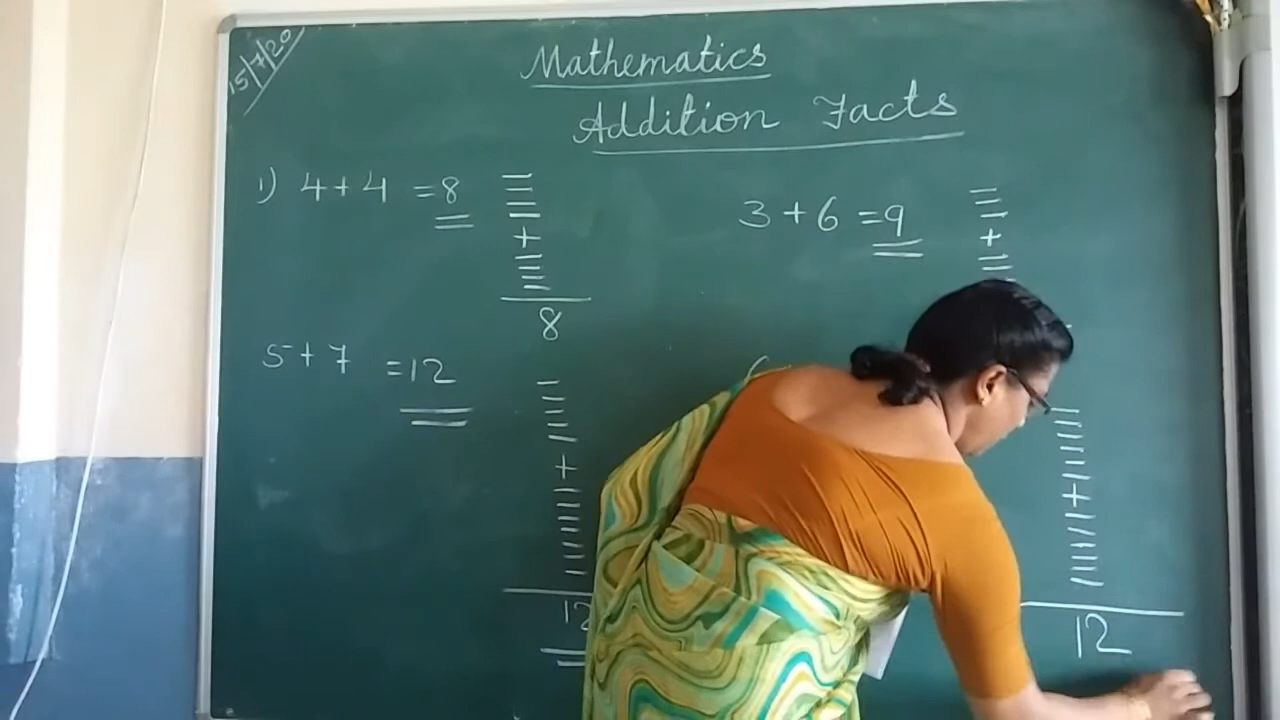 15/7/20
Mathematics
Addition Facts
1) 4 + 4 = 8
+
8
3 + 6 = 9
+
5 + 7 = 12
+
12
6
+
12